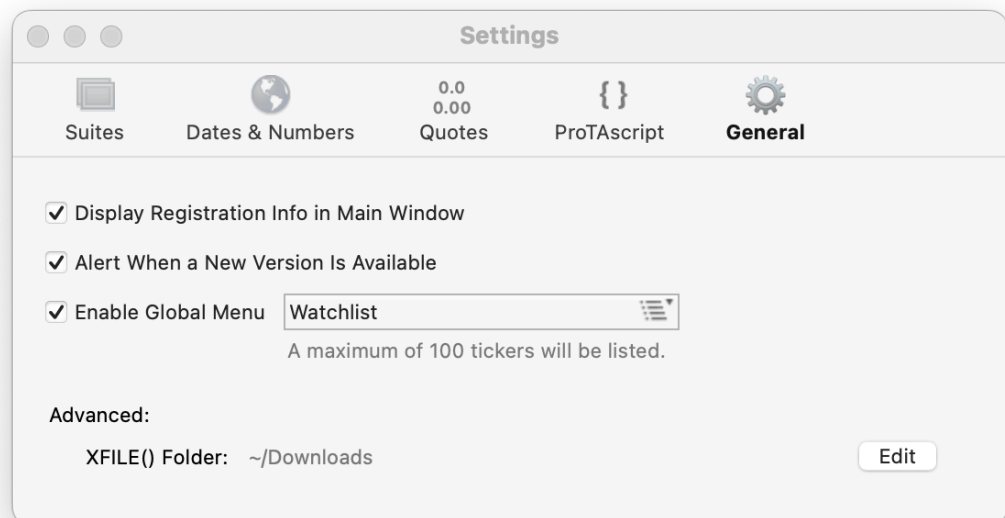 Settings
Suites
Dates & Numbers
0.0
0.00
Quotes
{ }
ProTAscript
General
Display Registration Info in Main Window
Alert When a New Version Is Available
Enable Global Menu Watchlist
A maximum of 100 tickers will be listed.
Advanced:
XFILE() Folder: ~/Downloads Edit